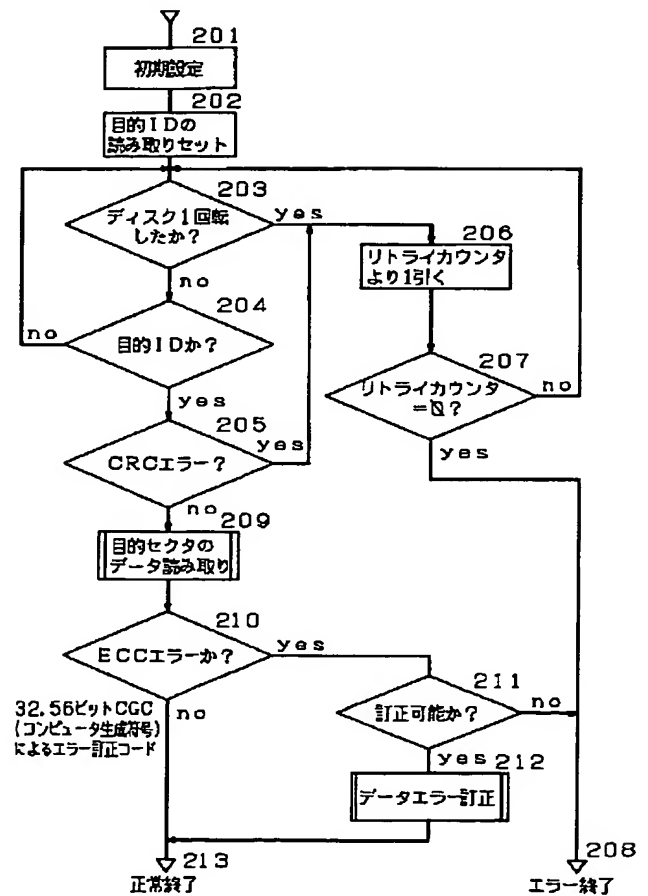 201
初期設定
202
目的IDの
読み取りセット
203
ディスク1回転
したか?
yes
no
204
目的IDか?
no
yes
205
CRCエラー?
yes
no
206
リトライカウンタ
より1引く
207
リトライカウンタ
=0?
no
yes
209
目的セクタの
データ読み取り
210
ECCエラーか?
yes
no
32.56ビットCGC
(コンピュータ生成符号)
によるエラー訂正コード
211
訂正可能か?
no
yes
212
データエラー訂正
213
正常終了
208
エラー終了